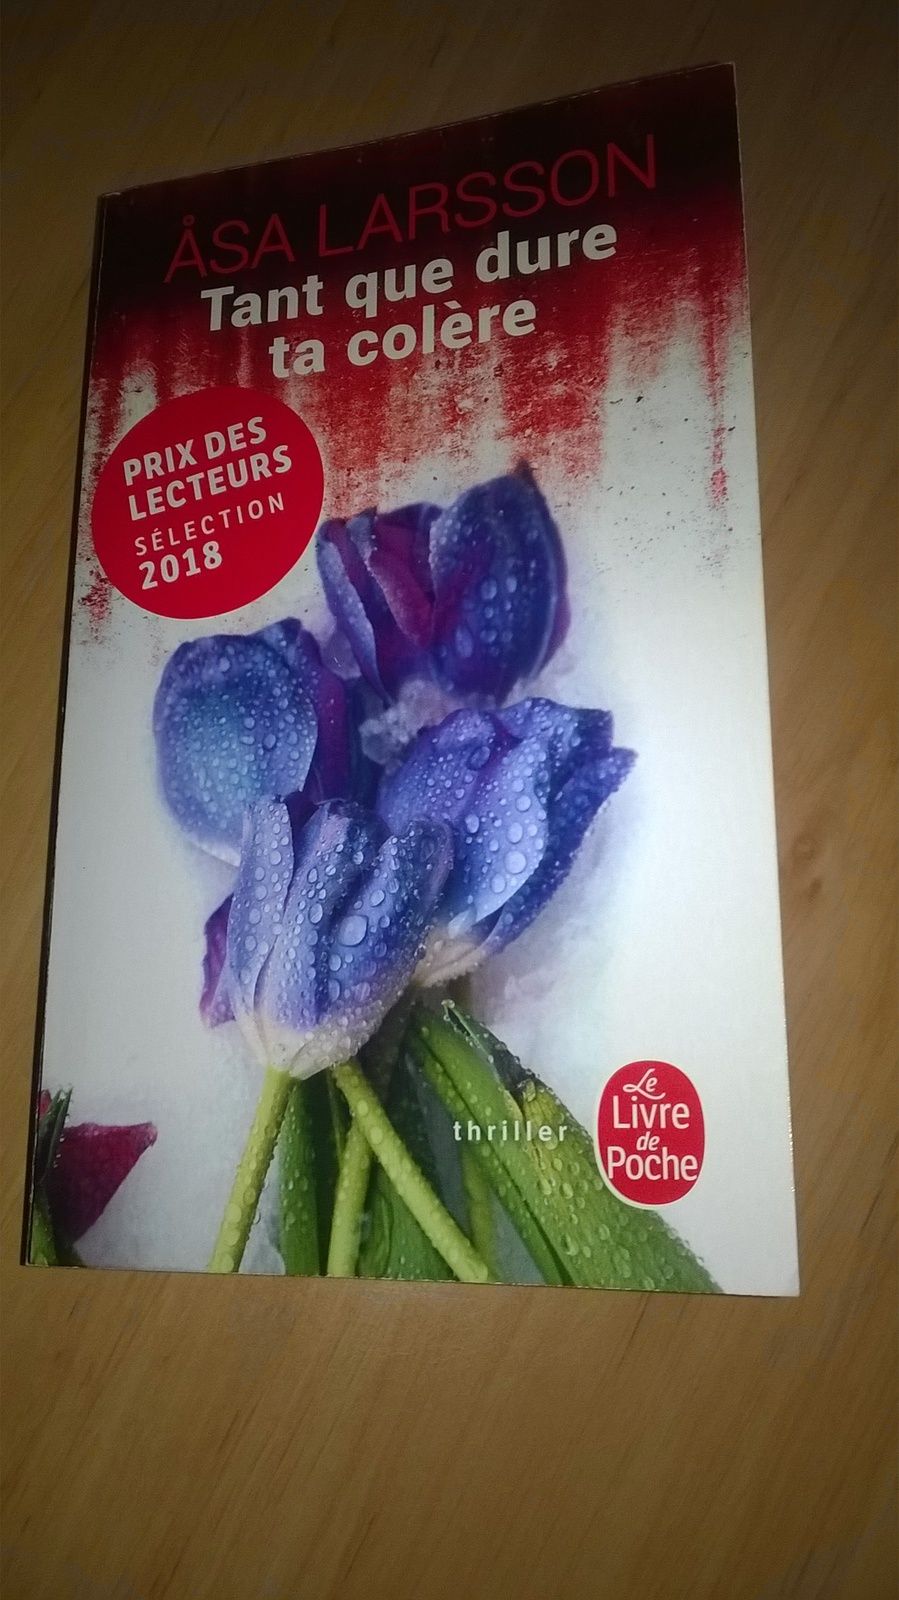 ÅSA LARSSON
Tant que dure
ta colère
PRIX DES
LECTEURS
SÉLECTION
2018
thriller
Le
Livre
de
Poche